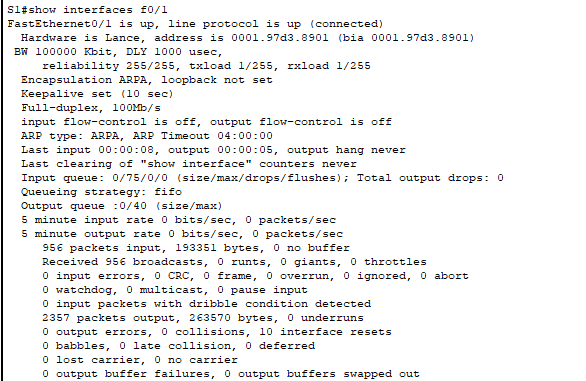 S1#show interfaces f0/1
FastEthernet0/1 is up, line protocol is up (connected)
Hardware is Lance, address is 0001.97d3.8901 (bia 0001.97d3.8901)
BW 100000 Kbit, DLY 1000 usec,
reliability 255/255, txload 1/255, rxload 1/255
Encapsulation ARPA, loopback not set
Keepalive set (10 sec)
Full-duplex, 100Mb/s
input flow-control is off, output flow-control is off
ARP type: ARPA, ARP Timeout 04:00:00
Last input 00:00:08, output 00:00:05, output hang never
Last clearing of "show interface" counters never
Input queue: 0/75/0/0 (size/max/drops/flushes); Total output drops: 0
Queueing strategy: fifo
Output queue :0/40 (size/max)
5 minute input rate 0 bits/sec, 0 packets/sec
5 minute output rate 0 bits/sec, 0 packets/sec
956 packets input, 193351 bytes, 0 no buffer
Received 956 broadcasts, 0 runts, 0 giants, 0 throttles
0 input errors, 0 CRC, 0 frame, 0 overrun, 0 ignored, 0 abort
0 watchdog, 0 multicast, 0 pause input
0 input packets with dribble condition detected
2357 packets output, 263570 bytes, 0 underruns
0 output errors, 0 collisions, 10 interface resets
0 babbles, 0 late collision, 0 deferred
0 lost carrier, 0 no carrier
0 output buffer failures, 0 output buffers swapped out